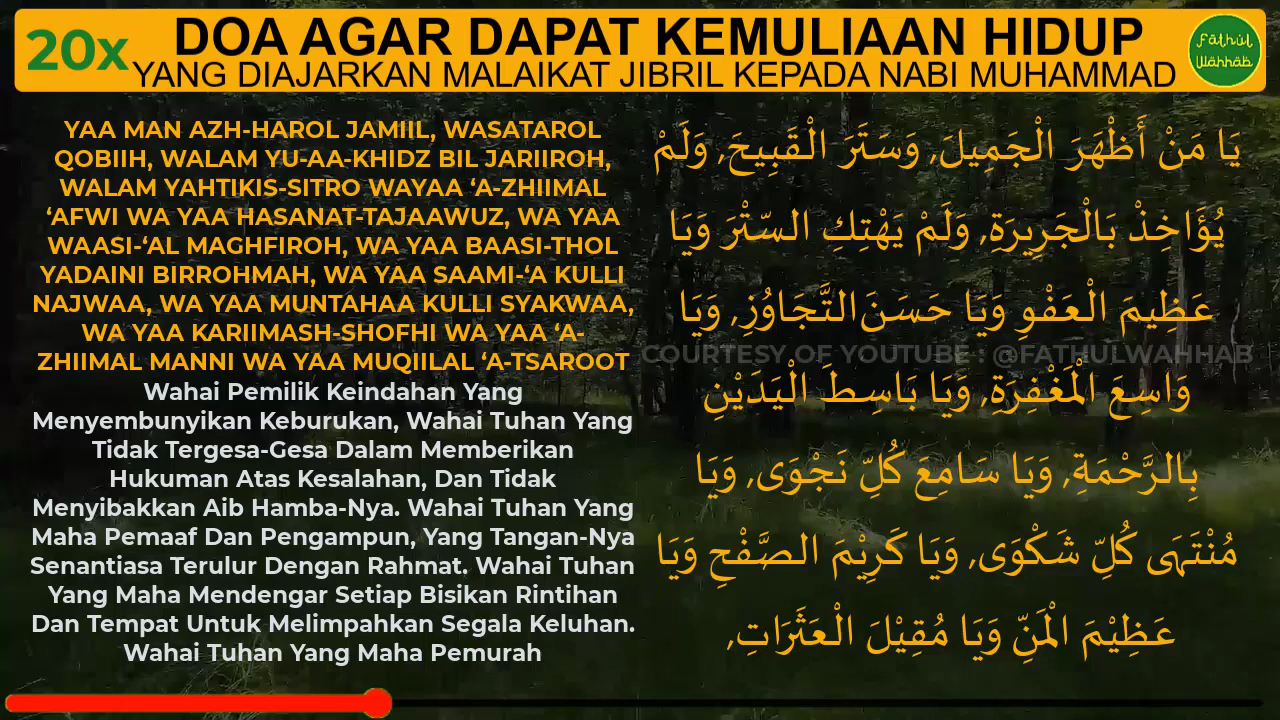 20x
DOA AGAR DAPAT KEMULIAAN HIDUP
YANG DIAJARKAN MALAIKAT JIBRIL KEPADA NABI MUHAMMAD
Fathul
Wahhab
YAA MAN AZH-HAROL JAMIIL, WASATAROL
QOBIIH, WALAM YU-AA-KHIDZ BIL JARIIROH,
WALAM YAHTIKIS-SITRO WAYAA ‘A-ZHIIMAL
‘AFWI WA YAA HASANAT-TAJAAWUZ, WA YAA
WAASI-‘AL MAGHFIROH, WA YAA BAASI-THOL
YADAINI BIRROHMAH, WA YAA SAAMI-‘A KULLI
NAJWAA, WA YAA MUNTAHAA KULLI SYAKWAA,
WA YAA KARIIMASH-SHOFHI WA YAA ‘A-
ZHIIMAL MANNI WA YAA MUQIILAL ‘A-TSAROOT
Wahai Pemilik Keindahan Yang
Menyembunyikan Keburukan, Wahai Tuhan Yang
Tidak Tergesa-Gesa Dalam Memberikan
Hukuman Atas Kesalahan, Dan Tidak
Menyibakkan Aib Hamba-Nya. Wahai Tuhan Yang
Maha Pemaaf Dan Pengampun, Yang Tangan-Nya
Senantiasa Terulur Dengan Rahmat. Wahai Tuhan
Yang Maha Mendengar Setiap Bisikan Rintihan
Dan Tempat Untuk Melimpahkan Segala Keluhan.
Wahai Tuhan Yang Maha Pemurah
يَا مَنْ أَظْهَرَ الْجَمِيلَ, وَسَتَرَ الْقَبِيحَ, وَلَمْ
يُؤَاخِذْ بَالْجَرِيرَةِ, وَلَمْ يَهْتِكِ السّتْرَ وَيَا
عَظِيمَ الْعَفْوِ وَيَا حَسَنَ التَّجَاوُزِ, وَيَا
COURTESY OF YOUTUBE : @FATHULWAHHAB
وَاسِعَ الْمَغْفِرَةِ, وَيَا بَاسِطَ الْيَدَيْنِ
بِالرَّحْمَةِ, وَيَا سَامِعَ كُلِّ نَجْوَى, وَيَا
مُنْتَهَى كُلِّ شَكْوَى, وَيَا كَرِيْمَ الصَّفْحِ وَيَا
عَظِيْمَ الْمَنِّ وَيَا مُقِيْلَ الْعَثَرَاتِ,